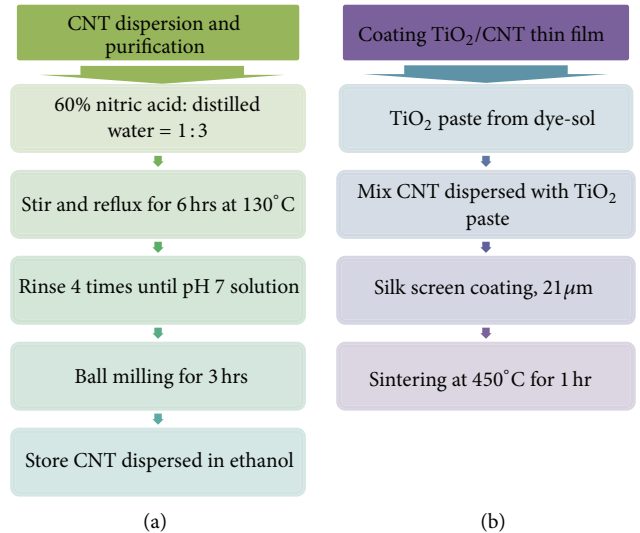 CNT dispersion and
purification
60% nitric acid: distilled
water = 1 : 3
Stir and reflux for 6 hrs at 130°C
Rinse 4 times until pH 7 solution
Ball milling for 3 hrs
Store CNT dispersed in ethanol
(a)
Coating TiO₂/CNT thin film
TiO₂ paste from dye-sol
Mix CNT dispersed with TiO₂
paste
Silk screen coating, 21 μm
Sintering at 450°C for 1 hr
(b)